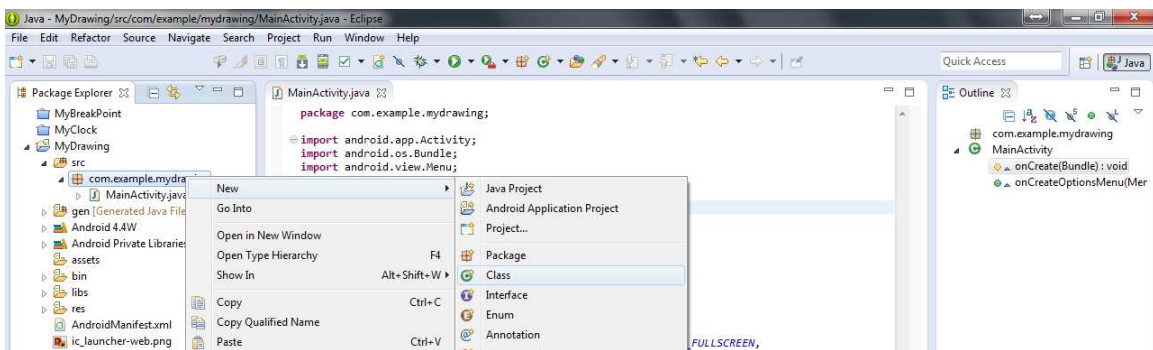 Java - MyDrawing/src/com/example/mydrawing/MainActivity.java - Eclipse
File Edit Refactor Source Navigate Search Project Run Window Help
Quick Access
Java
Package Explorer
MyBreakPoint
MyClock
MyDrawing
src
com.example.mydra
MainActivity.java
gen [Generated Java File
Android 4.4W
Android Private Libraries
assets
bin
libs
res
AndroidManifest.xml
ic_launcher-web.png
New
Go Into
Open in New Window
Open Type Hierarchy F4
Show In Alt+Shift+W
Copy Ctrl+C
Copy Qualified Name
Paste Ctrl+V
Java Project
Android Application Project
Project...
Package
Class
Interface
Enum
Annotation
MainActivity.java
package com.example.mydrawing;
import android.app.Activity;
import android.os.Bundle;
import android.view.Menu;
_FULLSCREEN,
Outline
com.example.mydrawing
MainActivity
onCreate(Bundle) : void
onCreateOptionsMenu(Mer